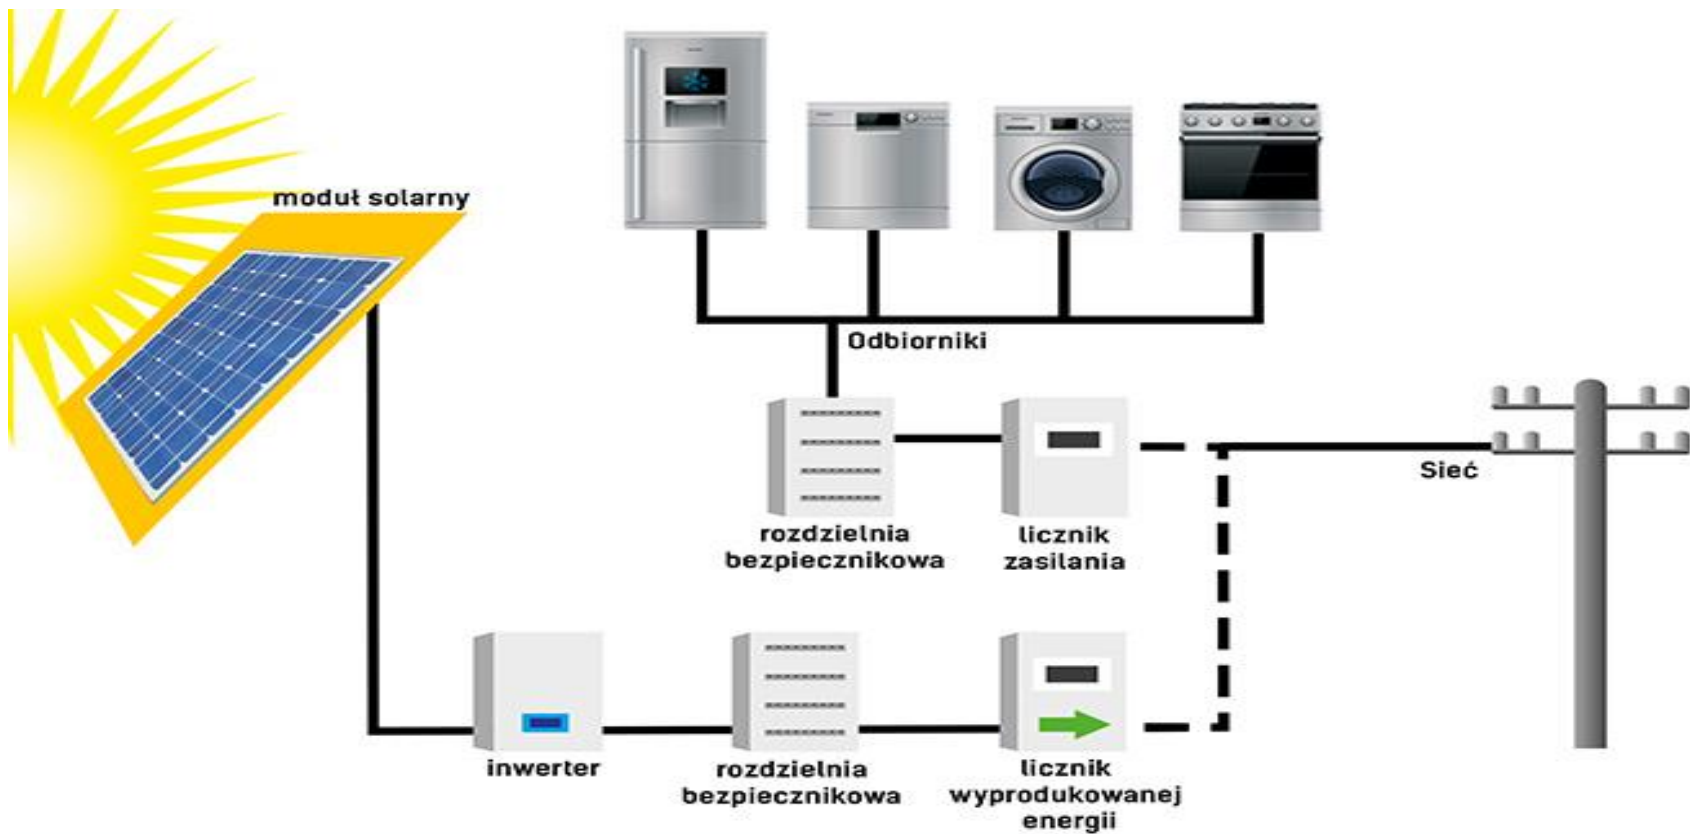 moduł solarny
Odbiorniki
Sieć
rozdzielnia
bezpiecznikowa
licznik
zasilania
inwerter
rozdzielnia
bezpiecznikowa
licznik
wyprodukowanej
energii